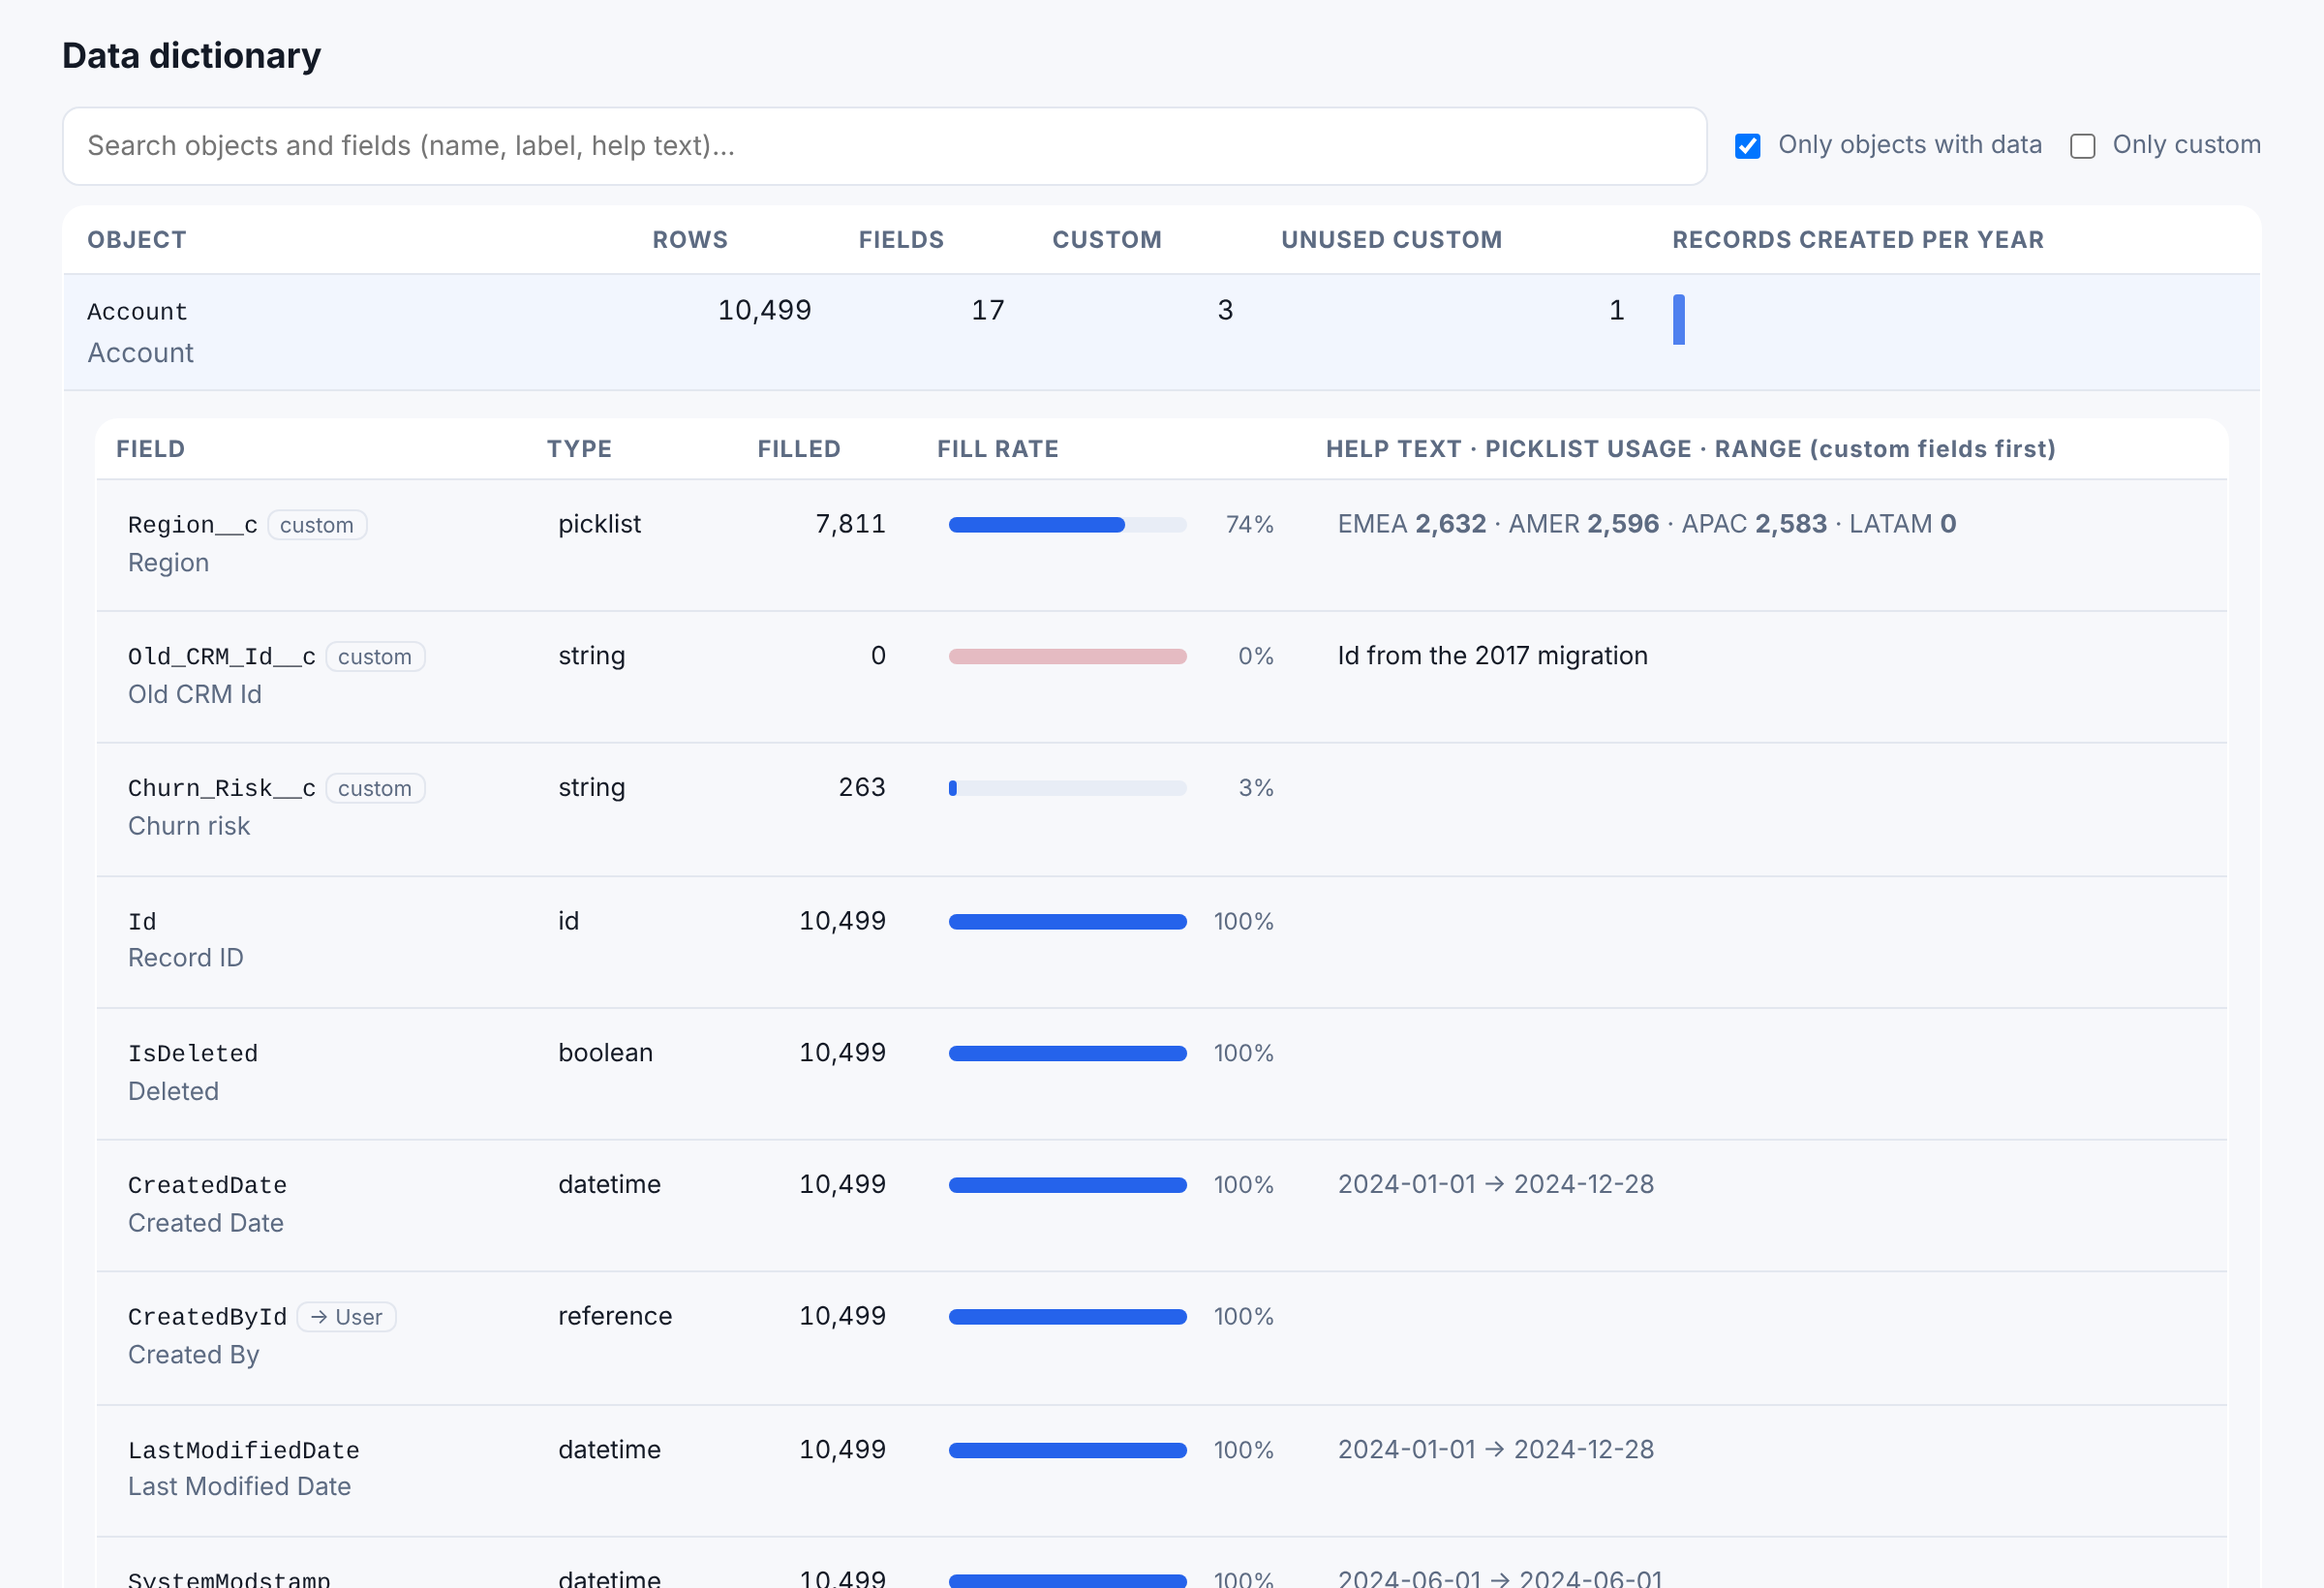 Data dictionary
Search objects and fields (name, label, help text)...
Only objects with data
Only custom
OBJECT ROWS FIELDS CUSTOM UNUSED CUSTOM RECORDS CREATED PER YEAR
Account 10,499 17 3 1
Account
FIELD TYPE FILLED FILL RATE HELP TEXT · PICKLIST USAGE · RANGE (custom fields first)
Region__c custom picklist 7,811 74% EMEA 2,632 · AMER 2,596 · APAC 2,583 · LATAM 0
Region
Old_CRM_Id__c custom string 0 0% Id from the 2017 migration
Old CRM Id
Churn_Risk__c custom string 263 3%
Churn risk
Id id 10,499 100%
Record ID
IsDeleted boolean 10,499 100%
Deleted
CreatedDate datetime 10,499 100% 2024-01-01 → 2024-12-28
Created Date
CreatedById → User reference 10,499 100%
Created By
LastModifiedDate datetime 10,499 100% 2024-01-01 → 2024-12-28
Last Modified Date
SystemModstamp datetime 10,499 100% 2024-06-01 → 2024-06-01